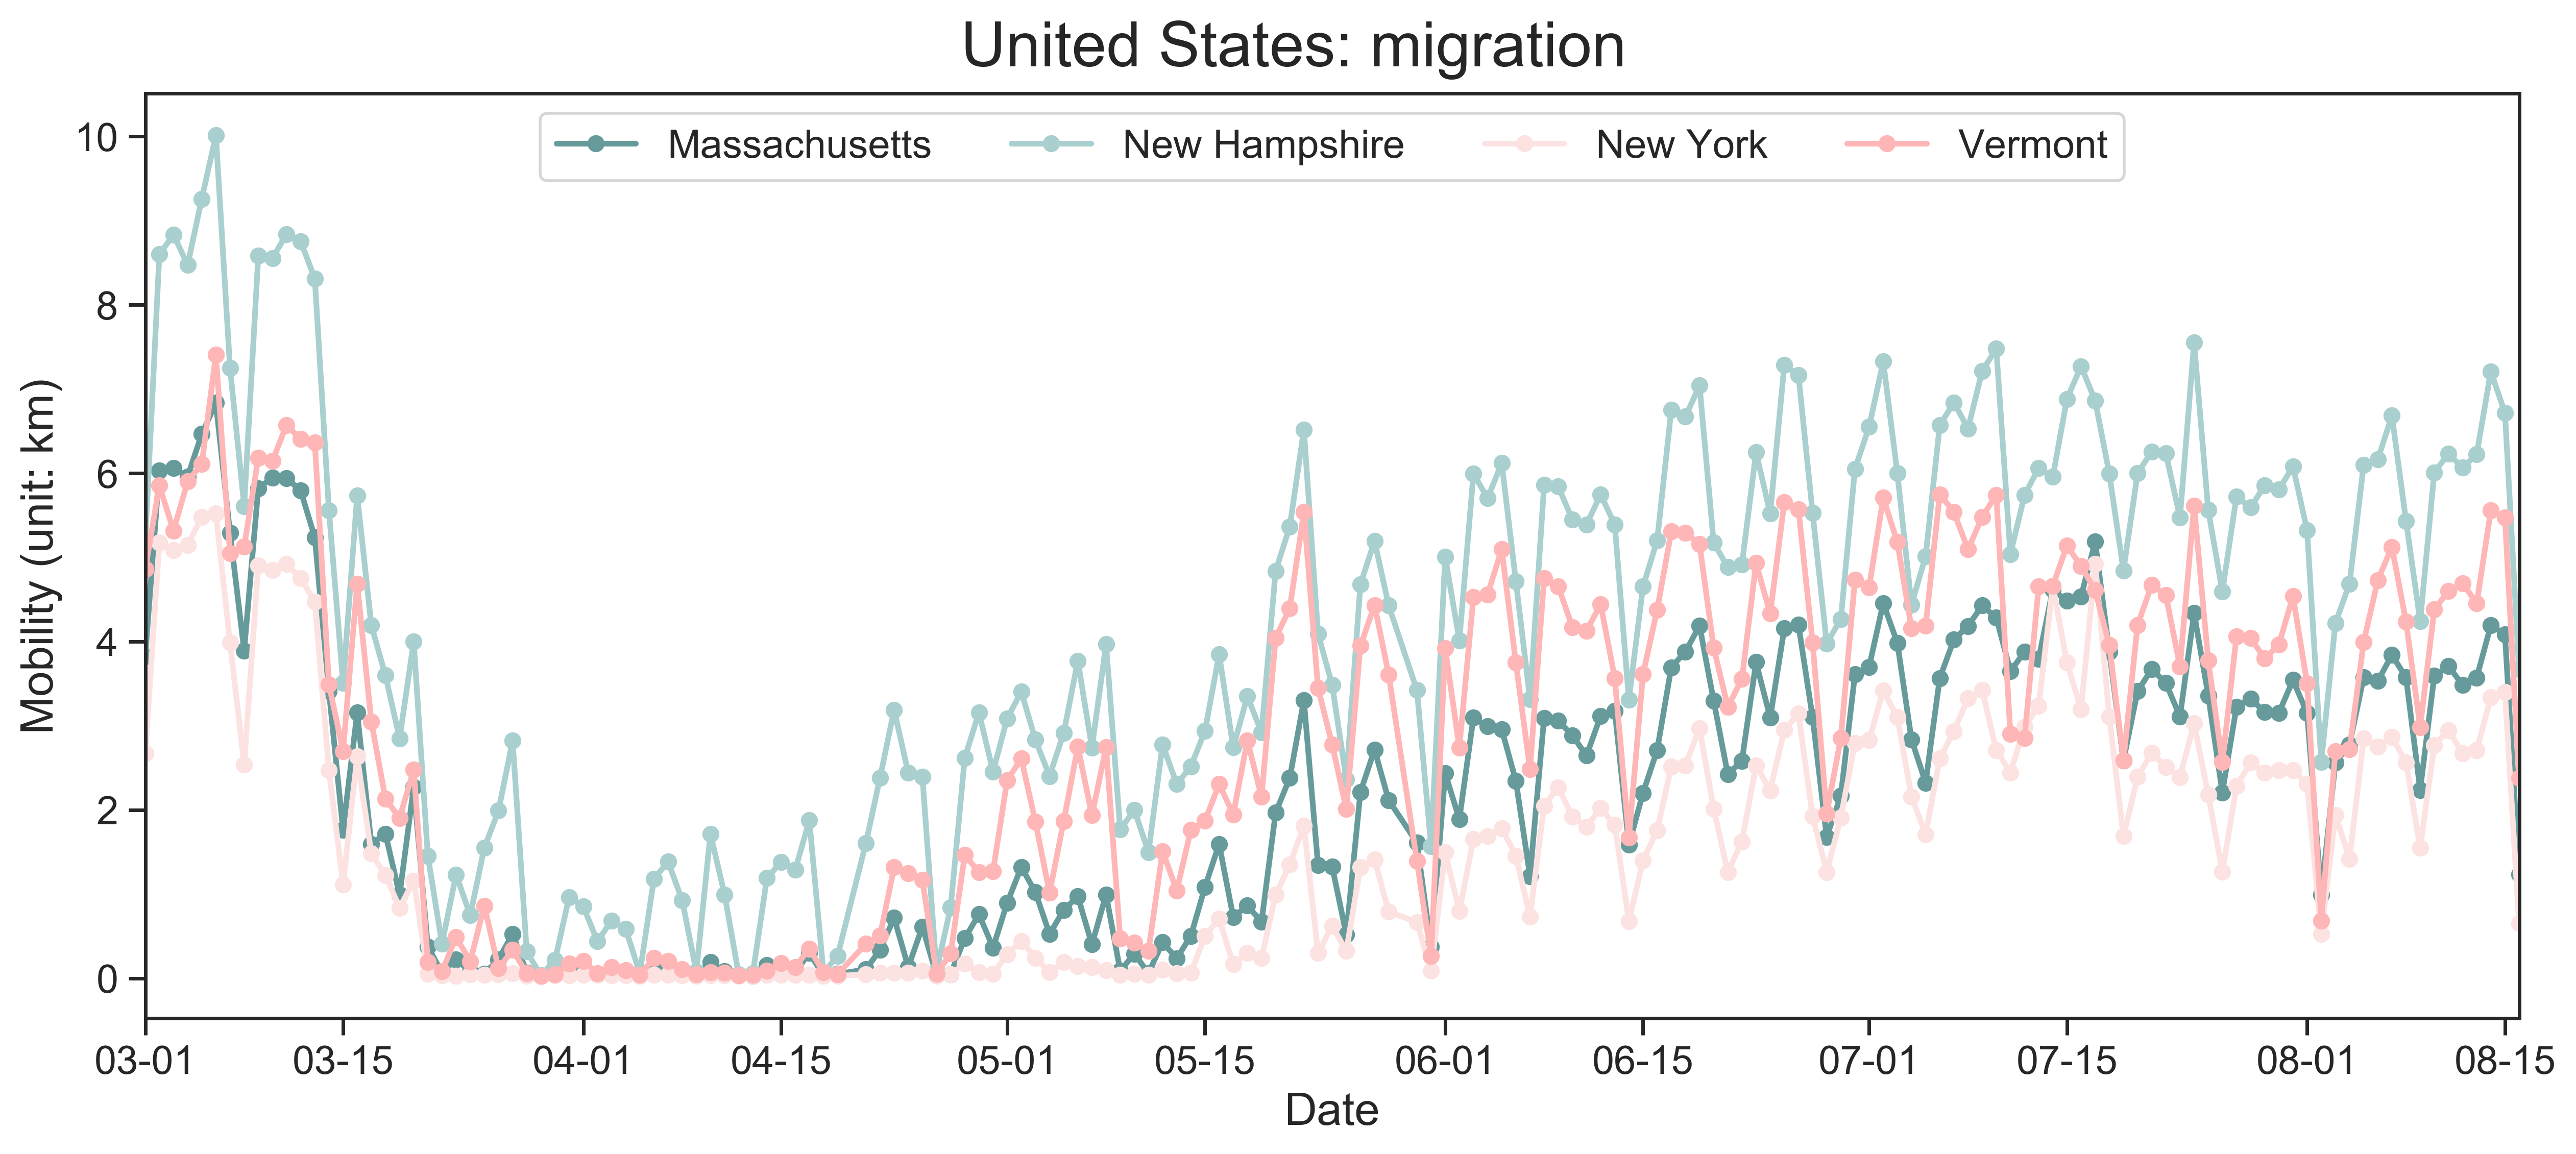 United States: migration
Massachusetts New Hampshire New York Vermont
Mobility (unit: km)
10
8
6
4
2
0
03-01 03-15 04-01 04-15 05-01 05-15 06-01 06-15 07-01 07-15 08-01 08-15
Date